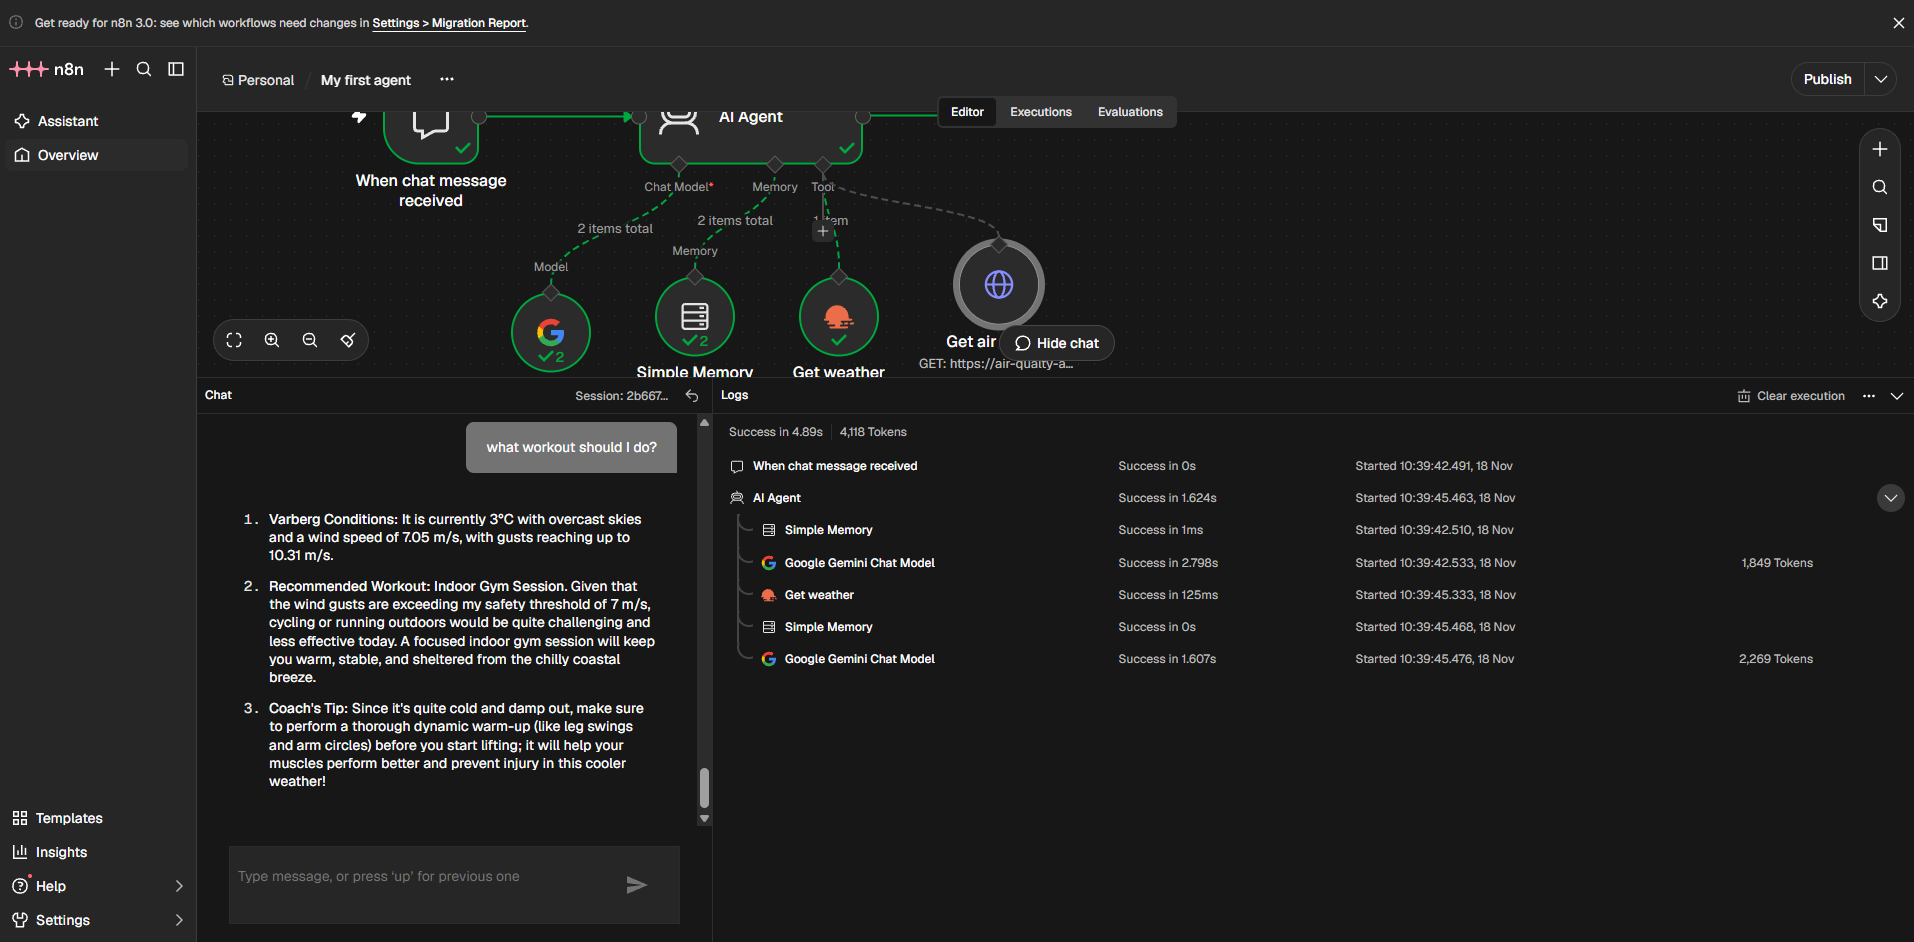 Get ready for n8n 3.0: see which workflows need changes in Settings > Migration Report.
n8n
Personal / My first agent ...
Publish
Assistant
Overview
Editor Executions Evaluations
AI Agent
When chat message
received
Chat Model*
Memory
Tool
2 items total
2 items total
1 item
Memory
Model
2
2
Simple Memory
Get weather
Get air
GET: https://air-qualty-a...
Hide chat
Chat
Session: 2b667...
what workout should I do?
1. Varberg Conditions: It is currently 3°C with overcast skies
and a wind speed of 7.05 m/s, with gusts reaching up to
10.31 m/s.
2. Recommended Workout: Indoor Gym Session. Given that
the wind gusts are exceeding my safety threshold of 7 m/s,
cycling or running outdoors would be quite challenging and
less effective today. A focused indoor gym session will keep
you warm, stable, and sheltered from the chilly coastal
breeze.
3. Coach's Tip: Since it's quite cold and damp out, make sure
to perform a thorough dynamic warm-up (like leg swings
and arm circles) before you start lifting; it will help your
muscles perform better and prevent injury in this cooler
weather!
Type message, or press 'up' for previous one
Logs
Clear execution ...
Success in 4.89s | 4,118 Tokens
When chat message received Success in 0s Started 10:39:42.491, 18 Nov
AI Agent Success in 1.624s Started 10:39:45.463, 18 Nov
Simple Memory Success in 1ms Started 10:39:42.510, 18 Nov
Google Gemini Chat Model Success in 2.798s Started 10:39:42.533, 18 Nov 1,849 Tokens
Get weather Success in 125ms Started 10:39:45.333, 18 Nov
Simple Memory Success in 0s Started 10:39:45.468, 18 Nov
Google Gemini Chat Model Success in 1.607s Started 10:39:45.476, 18 Nov 2,269 Tokens
Templates
Insights
Help
Settings